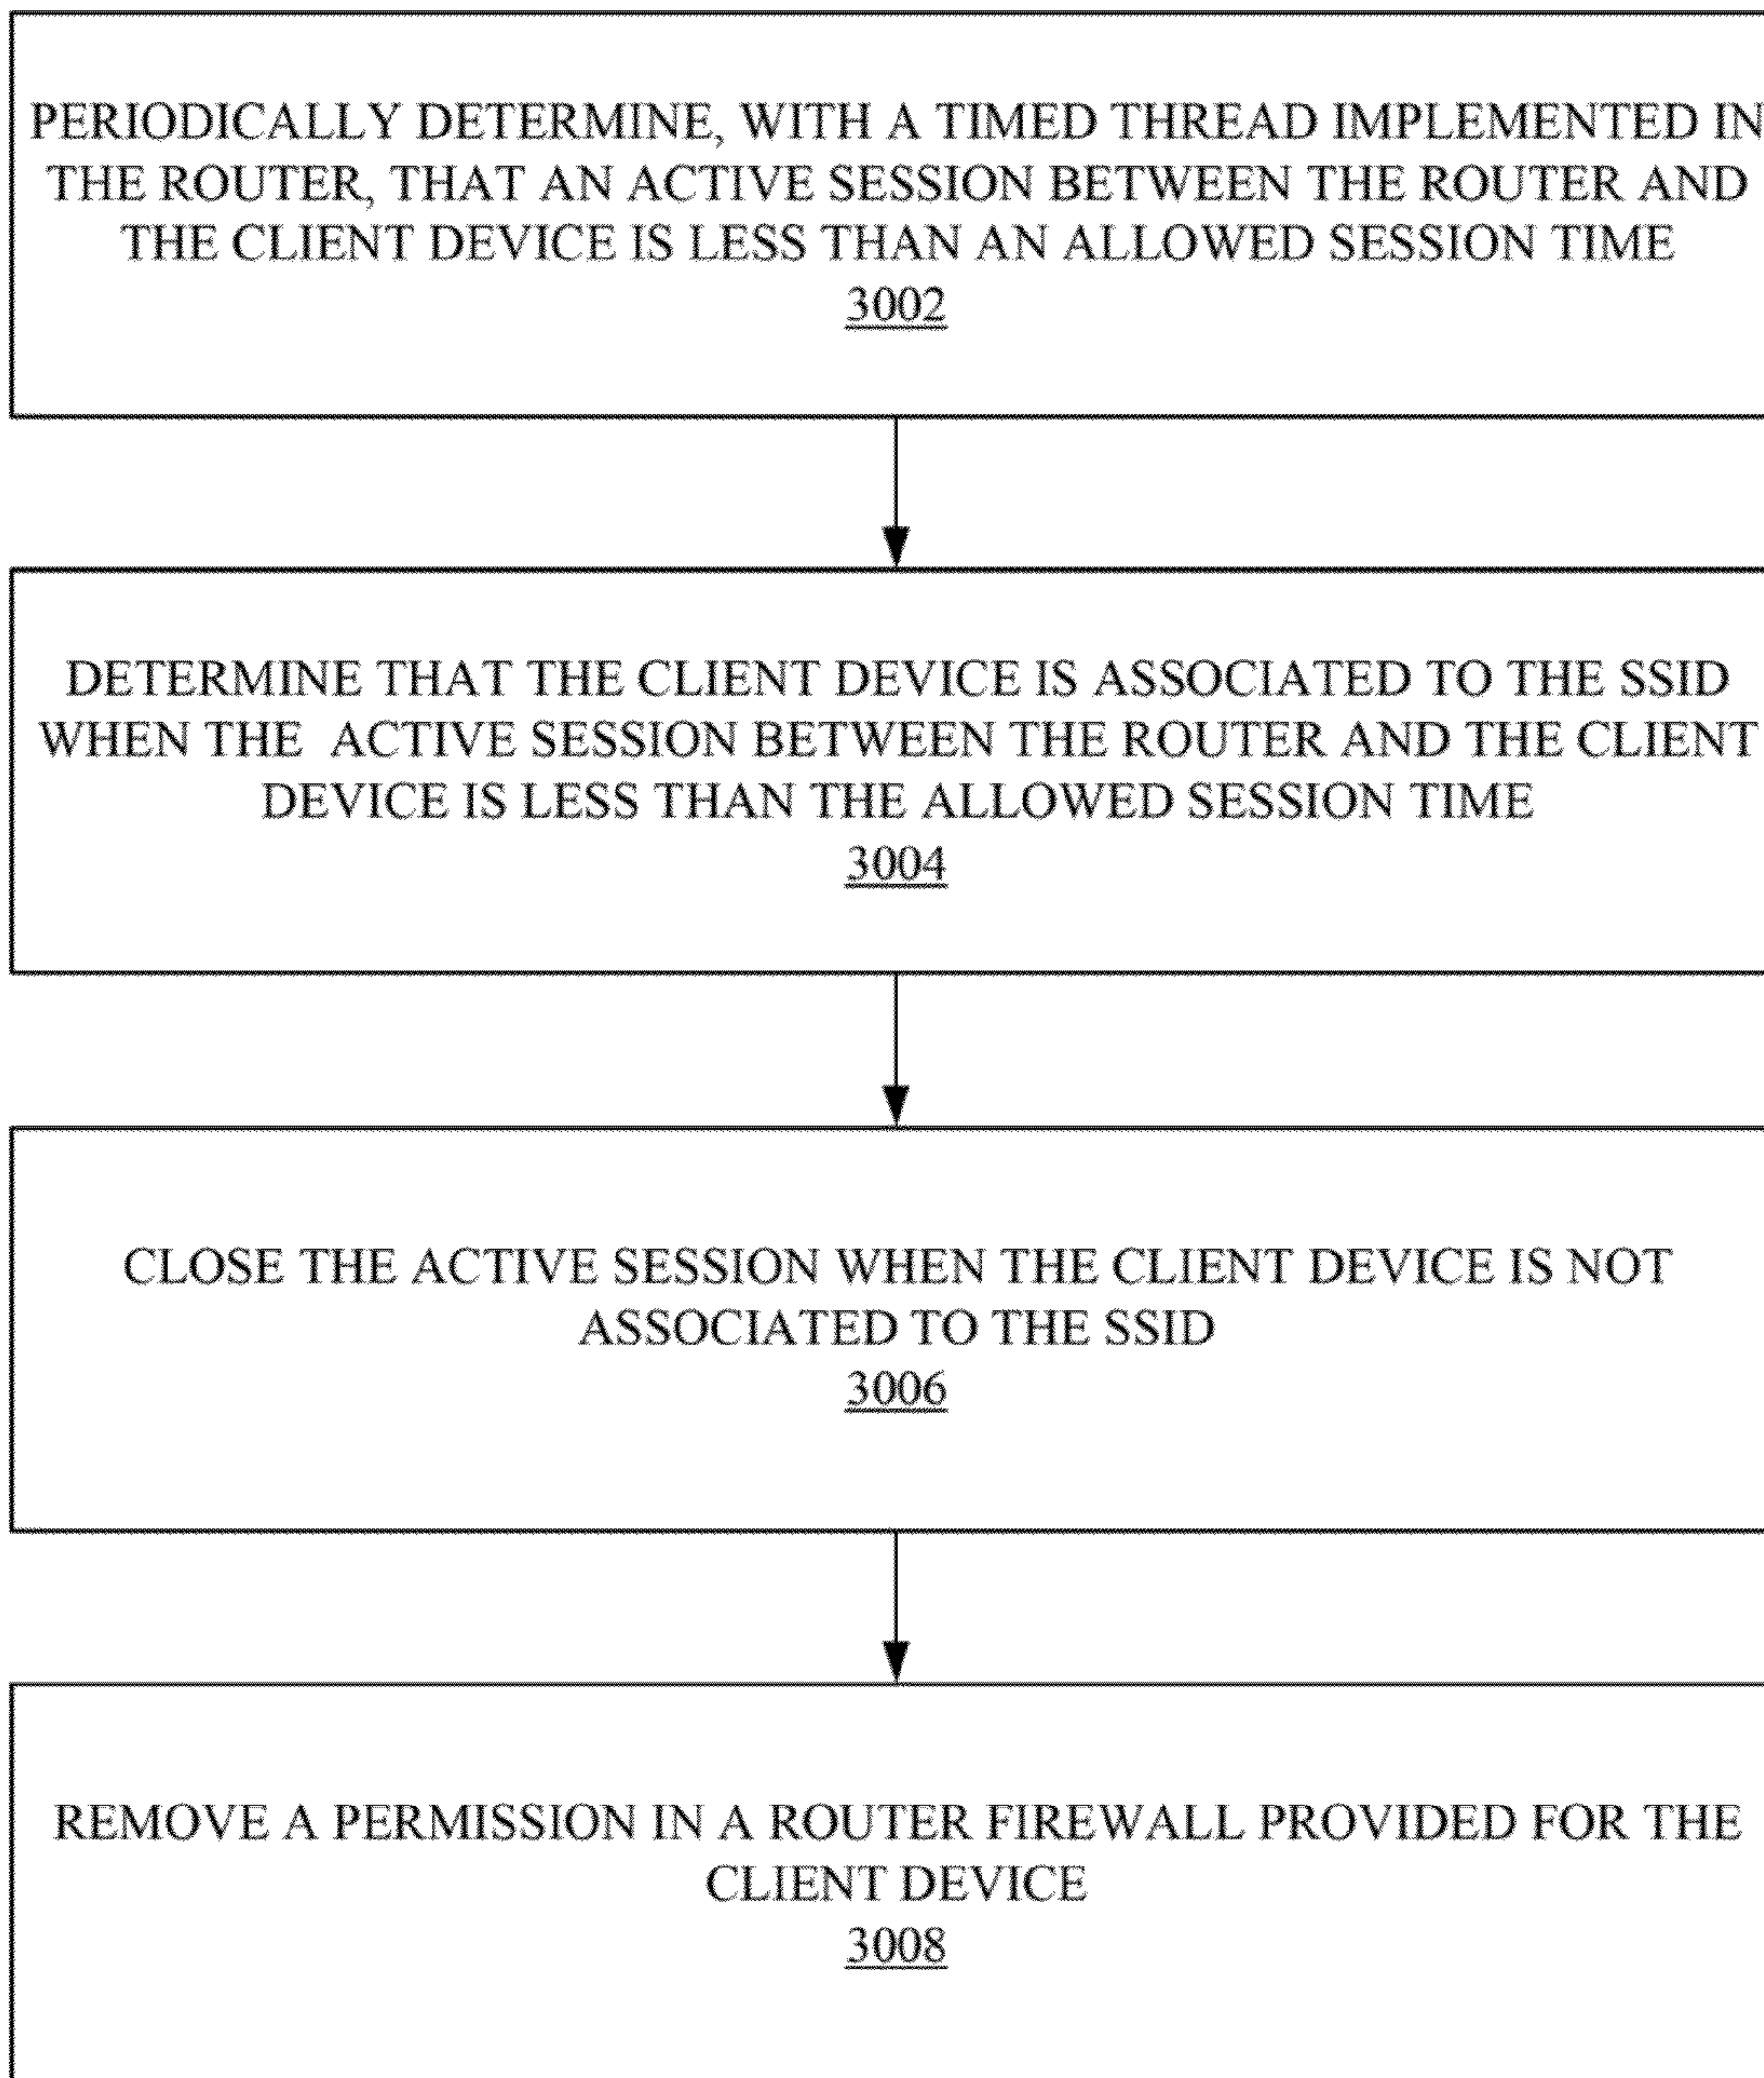 PERIODICALLY DETERMINE, WITH A TIMED THREAD IMPLEMENTED IN
THE ROUTER, THAT AN ACTIVE SESSION BETWEEN THE ROUTER AND
THE CLIENT DEVICE IS LESS THAN AN ALLOWED SESSION TIME
3002
DETERMINE THAT THE CLIENT DEVICE IS ASSOCIATED TO THE SSID
WHEN THE ACTIVE SESSION BETWEEN THE ROUTER AND THE CLIENT
DEVICE IS LESS THAN THE ALLOWED SESSION TIME
3004
CLOSE THE ACTIVE SESSION WHEN THE CLIENT DEVICE IS NOT
ASSOCIATED TO THE SSID
3006
REMOVE A PERMISSION IN A ROUTER FIREWALL PROVIDED FOR THE
CLIENT DEVICE
3008